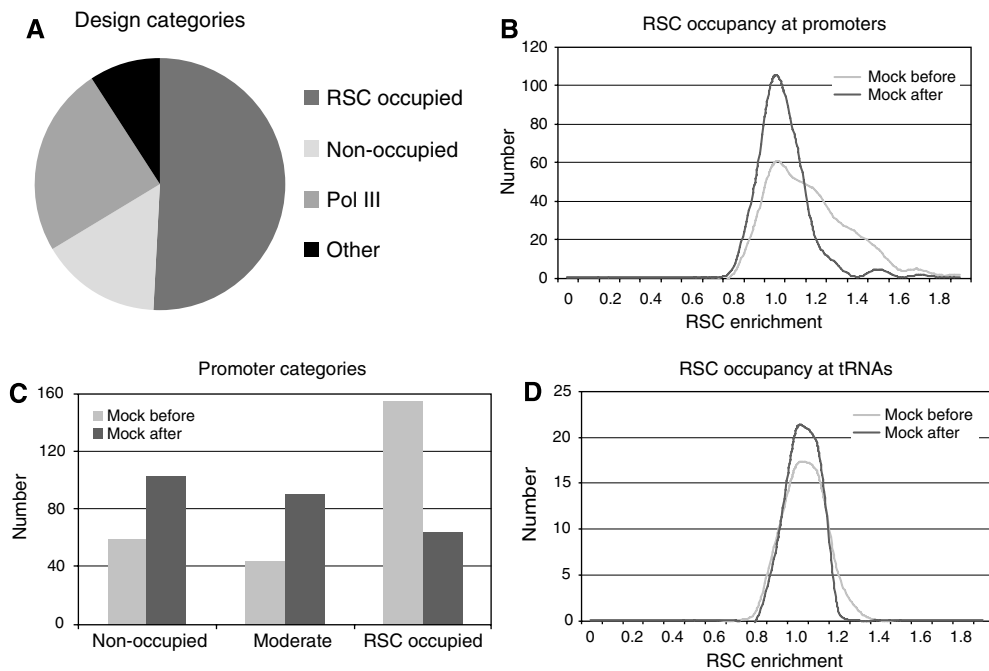 A
Design categories
RSC occupied
Non-occupied
Pol III
Other
B
RSC occupancy at promoters
120
100
80
60
40
20
0
Number
Mock before
Mock after
0 0.2 0.4 0.6 0.8 1.0 1.2 1.4 1.6 1.8
RSC enrichment
C
Promoter categories
160
120
80
40
0
Number
Mock before
Mock after
Non-occupied Moderate RSC occupied
D
RSC occupancy at tRNAs
25
20
15
10
5
0
Number
Mock before
Mock after
0 0.2 0.4 0.6 0.8 1.0 1.2 1.4 1.6 1.8
RSC enrichment